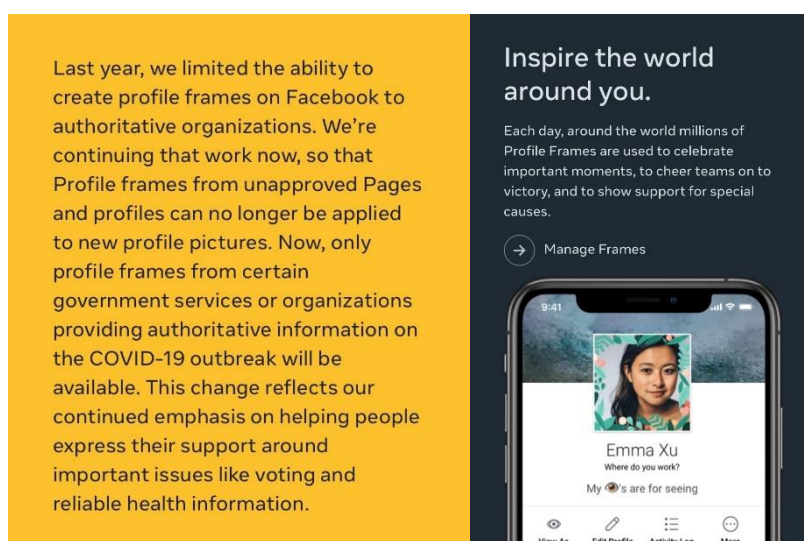 Last year, we limited the ability to
create profile frames on Facebook to
authoritative organizations. We're
continuing that work now, so that
Profile frames from unapproved Pages
and profiles can no longer be applied
to new profile pictures. Now, only
profile frames from certain
government services or organizations
providing authoritative information on
the COVID-19 outbreak will be
available. This change reflects our
continued emphasis on helping people
express their support around
important issues like voting and
reliable health information.
Inspire the world
around you.
Each day, around the world millions of
Profile Frames are used to celebrate
important moments, to cheer teams on to
victory, and to show support for special
causes.
Manage Frames
9:41
Emma Xu
Where do you work?
My 👁's are for seeing
View As Edit Profile Activity Log More